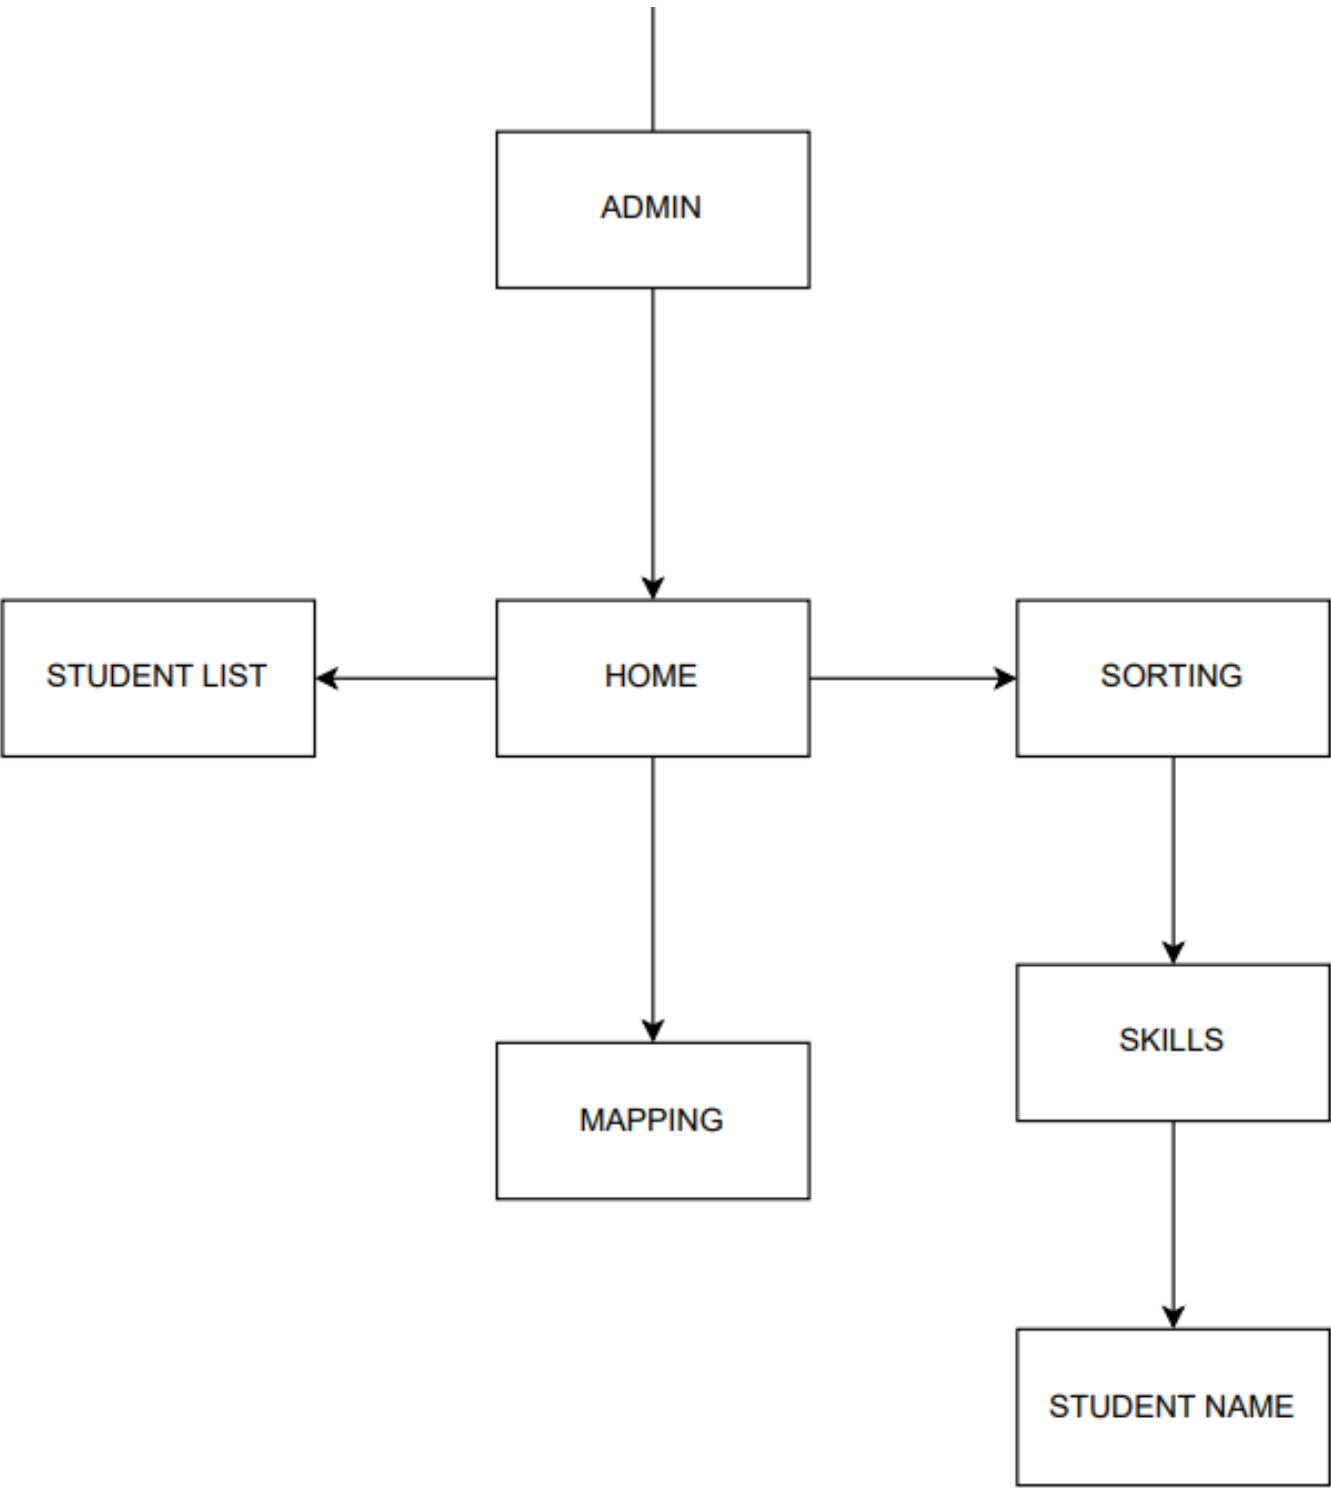 ADMIN
STUDENT LIST
HOME
SORTING
SKILLS
MAPPING
STUDENT NAME